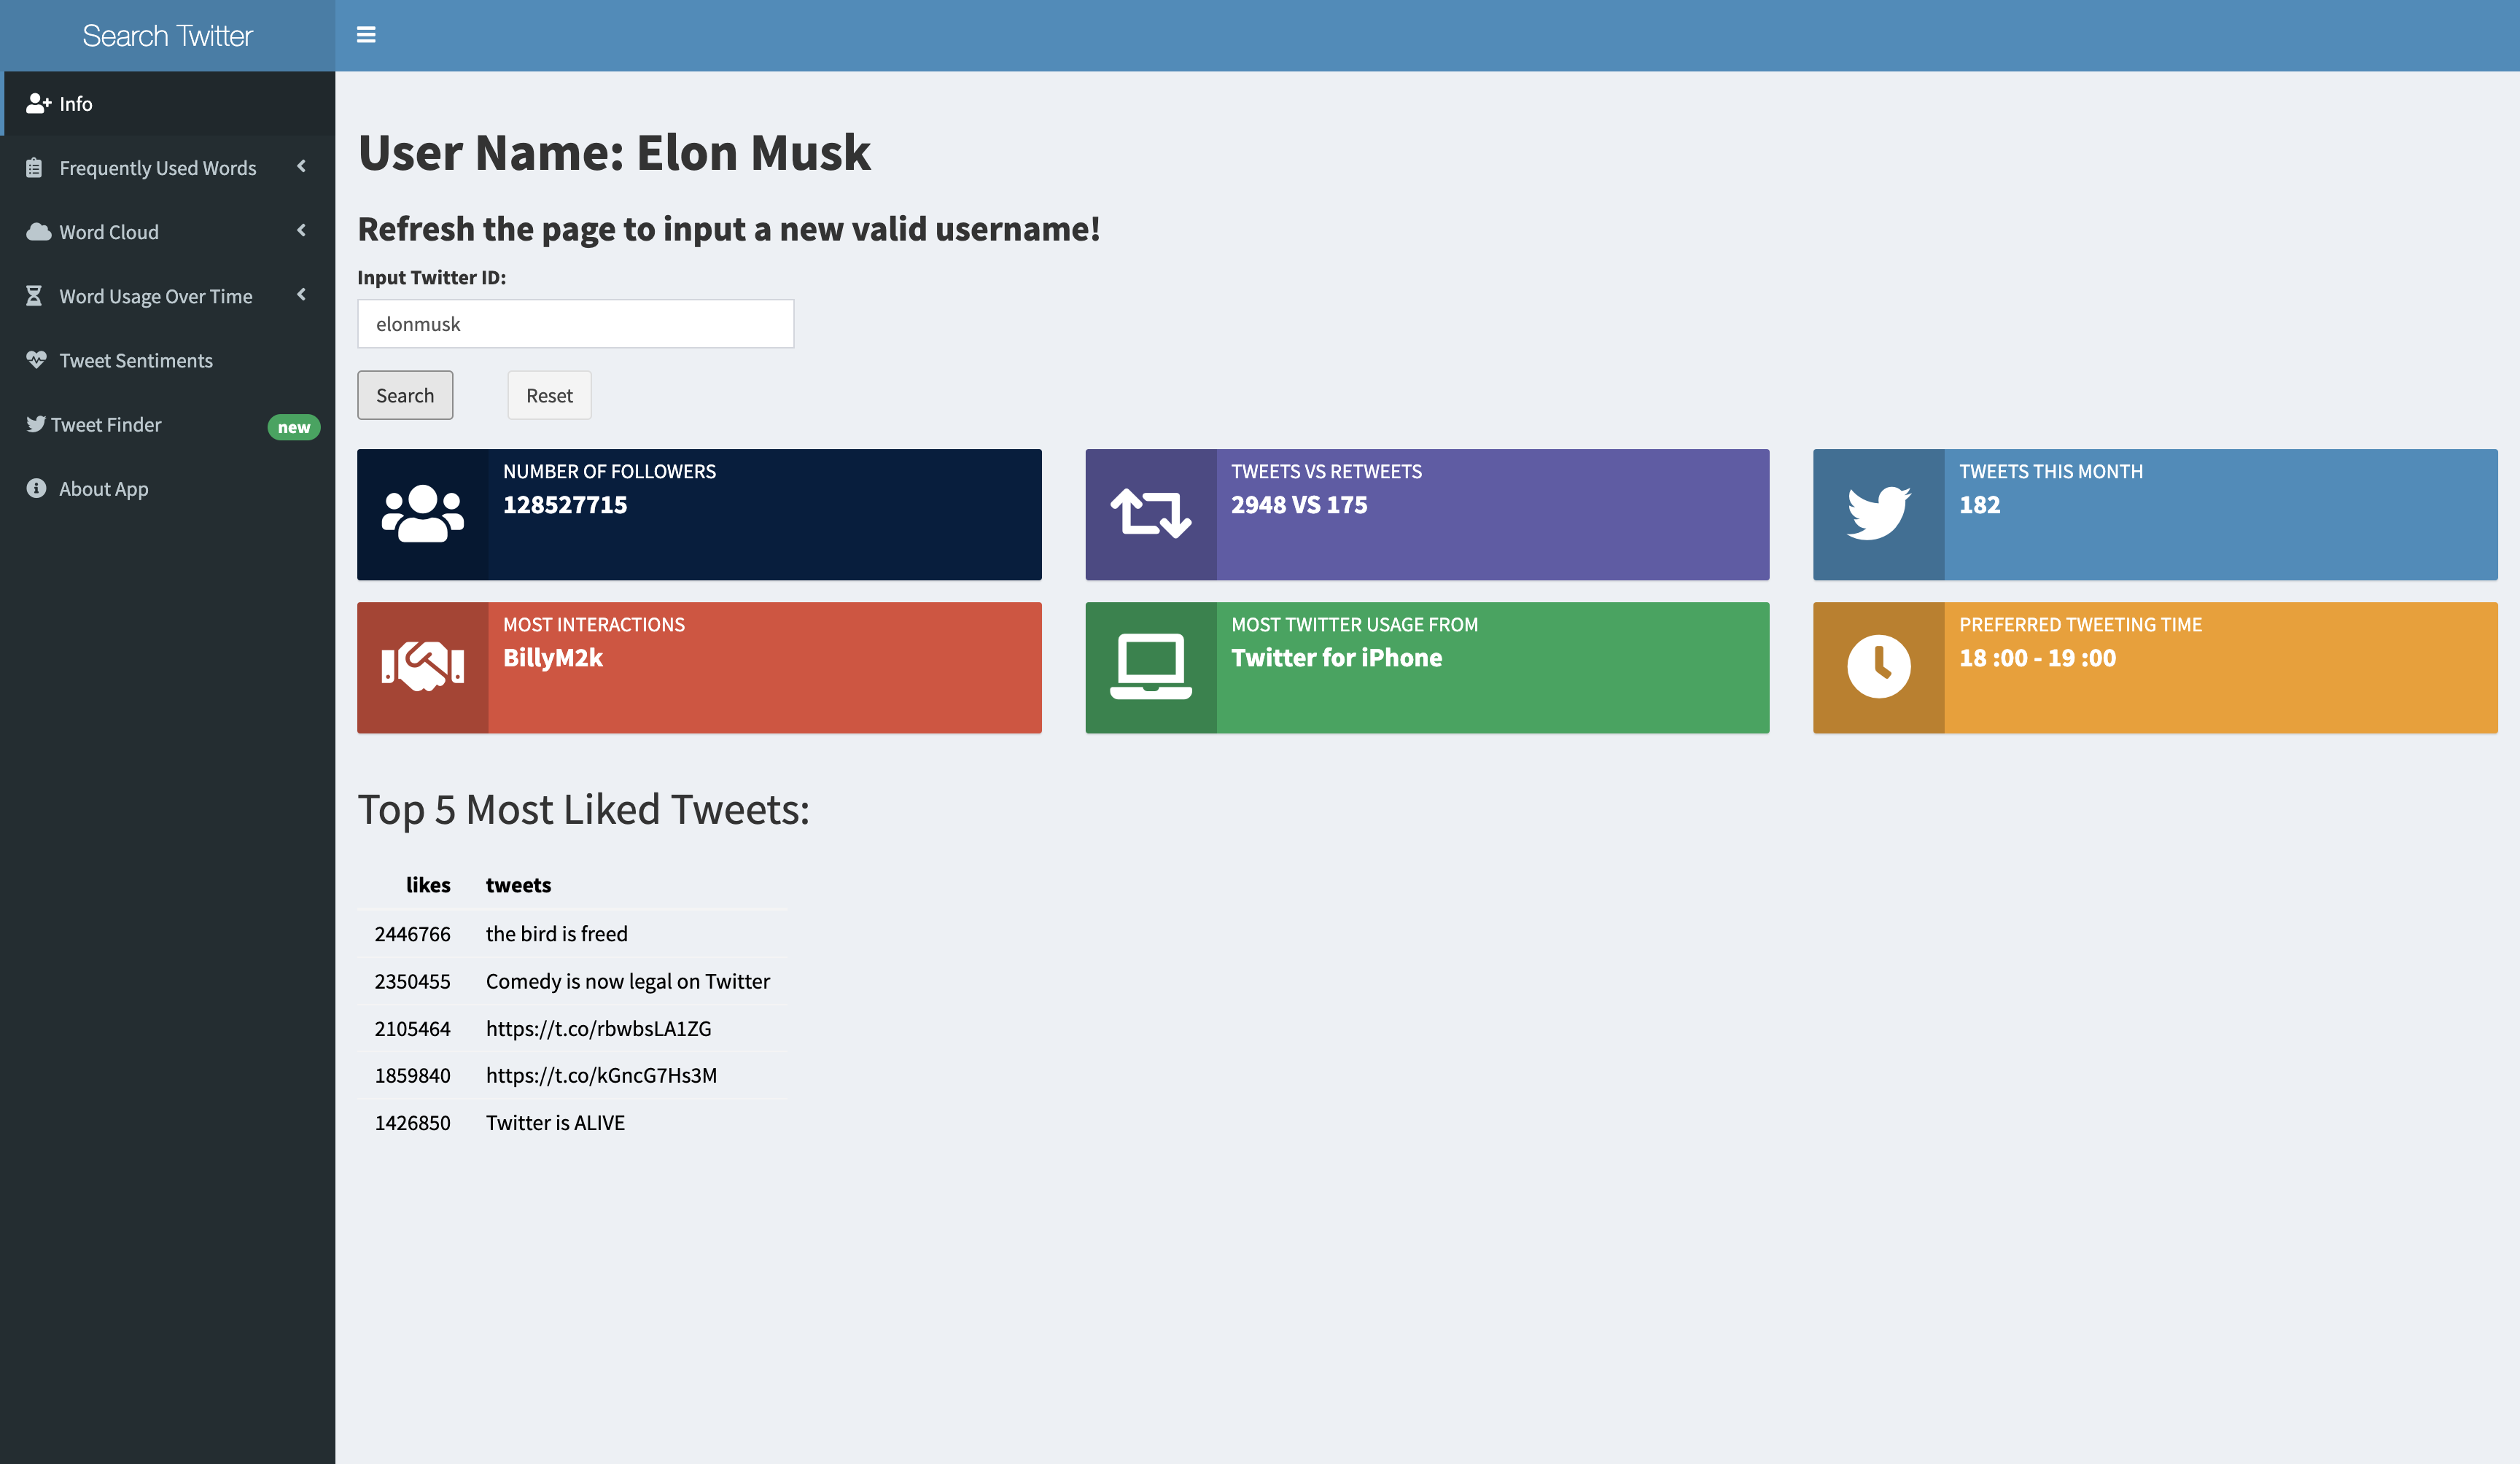 Search Twitter
Info
Frequently Used Words
Word Cloud
Word Usage Over Time
Tweet Sentiments
Tweet Finder new
About App
User Name: Elon Musk
Refresh the page to input a new valid username!
Input Twitter ID:
elonmusk
Search Reset
NUMBER OF FOLLOWERS
128527715
TWEETS VS RETWEETS
2948 VS 175
TWEETS THIS MONTH
182
MOST INTERACTIONS
BillyM2k
MOST TWITTER USAGE FROM
Twitter for iPhone
PREFERRED TWEETING TIME
18 :00 - 19 :00
Top 5 Most Liked Tweets:
likes tweets
2446766 the bird is freed
2350455 Comedy is now legal on Twitter
2105464 https://t.co/rbwbsLA1ZG
1859840 https://t.co/kGncG7Hs3M
1426850 Twitter is ALIVE